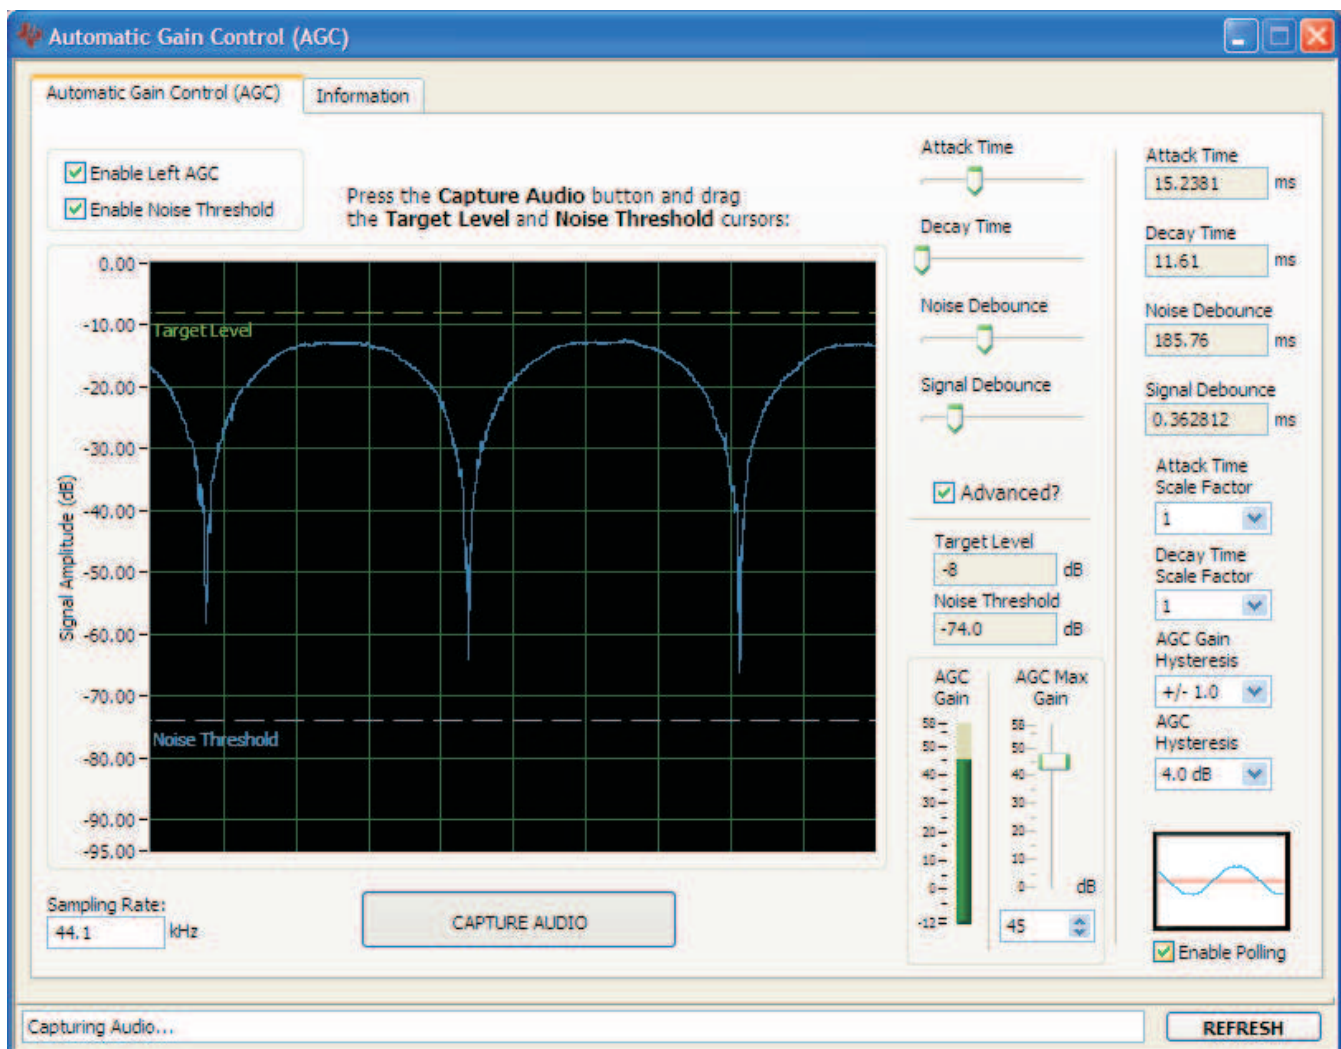 Automatic Gain Control (AGC)
Automatic Gain Control (AGC)
Information
Enable Left AGC
Enable Noise Threshold
Press the Capture Audio button and drag
the Target Level and Noise Threshold cursors:
0.00
-10.00
-20.00
-30.00
-40.00
-50.00
-60.00
-70.00
-80.00
-90.00
-95.00
Signal Amplitude (dB)
Target Level
Noise Threshold
Sampling Rate:
44.1 kHz
CAPTURE AUDIO
Attack Time
Decay Time
Noise Debounce
Signal Debounce
Advanced?
Target Level
-8 dB
Noise Threshold
-74.0 dB
AGC
Gain
58
50
40
30
20
10
0
-12
AGC Max
Gain
58
50
40
30
20
10
0
dB
45
Attack Time
15.2381 ms
Decay Time
11.61 ms
Noise Debounce
185.76 ms
Signal Debounce
0.362812 ms
Attack Time
Scale Factor
1
Decay Time
Scale Factor
1
AGC Gain
Hysteresis
+/- 1.0
AGC
Hysteresis
4.0 dB
Enable Polling
Capturing Audio...
REFRESH